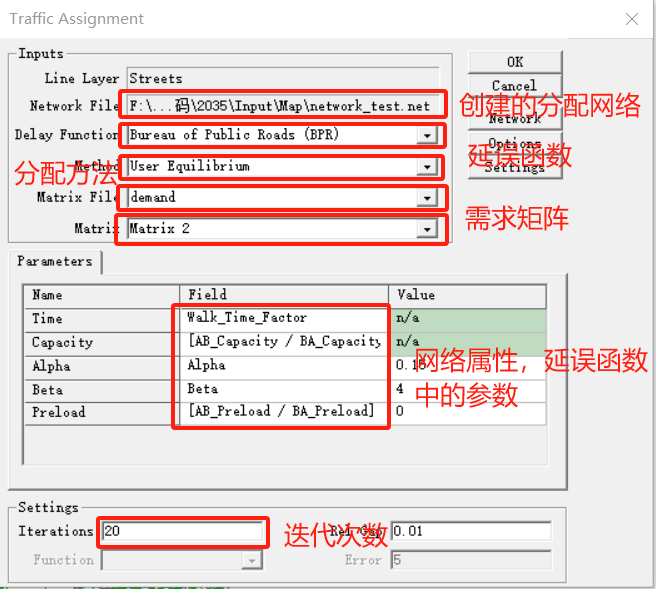 Traffic Assignment
Inputs
Line Layer Streets
Network File F:\...码\2035\Input\Map\network_test.net
Delay Function Bureau of Public Roads (BPR)
Method User Equilibrium
Matrix File demand
Matrix Matrix 2
OK
Cancel
Network
Options
Settings
创建的分配网络
延误函数
分配方法
需求矩阵
Parameters
Name Field Value
Time Walk_Time_Factor n/a
Capacity [AB_Capacity / BA_Capacity, n/a
Alpha Alpha 0.15
Beta Beta 4
Preload [AB_Preload / BA_Preload] 0
网络属性，延误函数
中的参数
Settings
Iterations 20 Rel Gap 0.01
迭代次数
Function Error 5